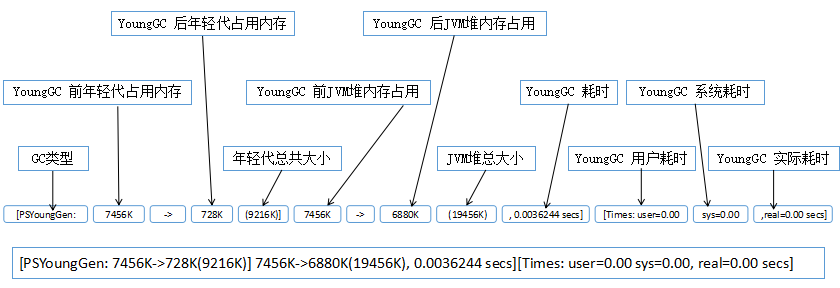 YoungGC 后年轻代占用内存
YoungGC 后JVM堆内存占用
YoungGC 前年轻代占用内存
YoungGC 前JVM堆内存占用
YoungGC 耗时
YoungGC 系统耗时
GC类型
年轻代总共大小
JVM堆总大小
YoungGC 用户耗时
YoungGC 实际耗时
[PSYoungGen: 7456K -> 728K (9216K)] 7456K -> 6880K (19456K) , 0.0036244 secs] [Times: user=0.00 sys=0.00 ,real=0.00 secs]
[PSYoungGen: 7456K->728K(9216K)] 7456K->6880K(19456K), 0.0036244 secs][Times: user=0.00 sys=0.00, real=0.00 secs]